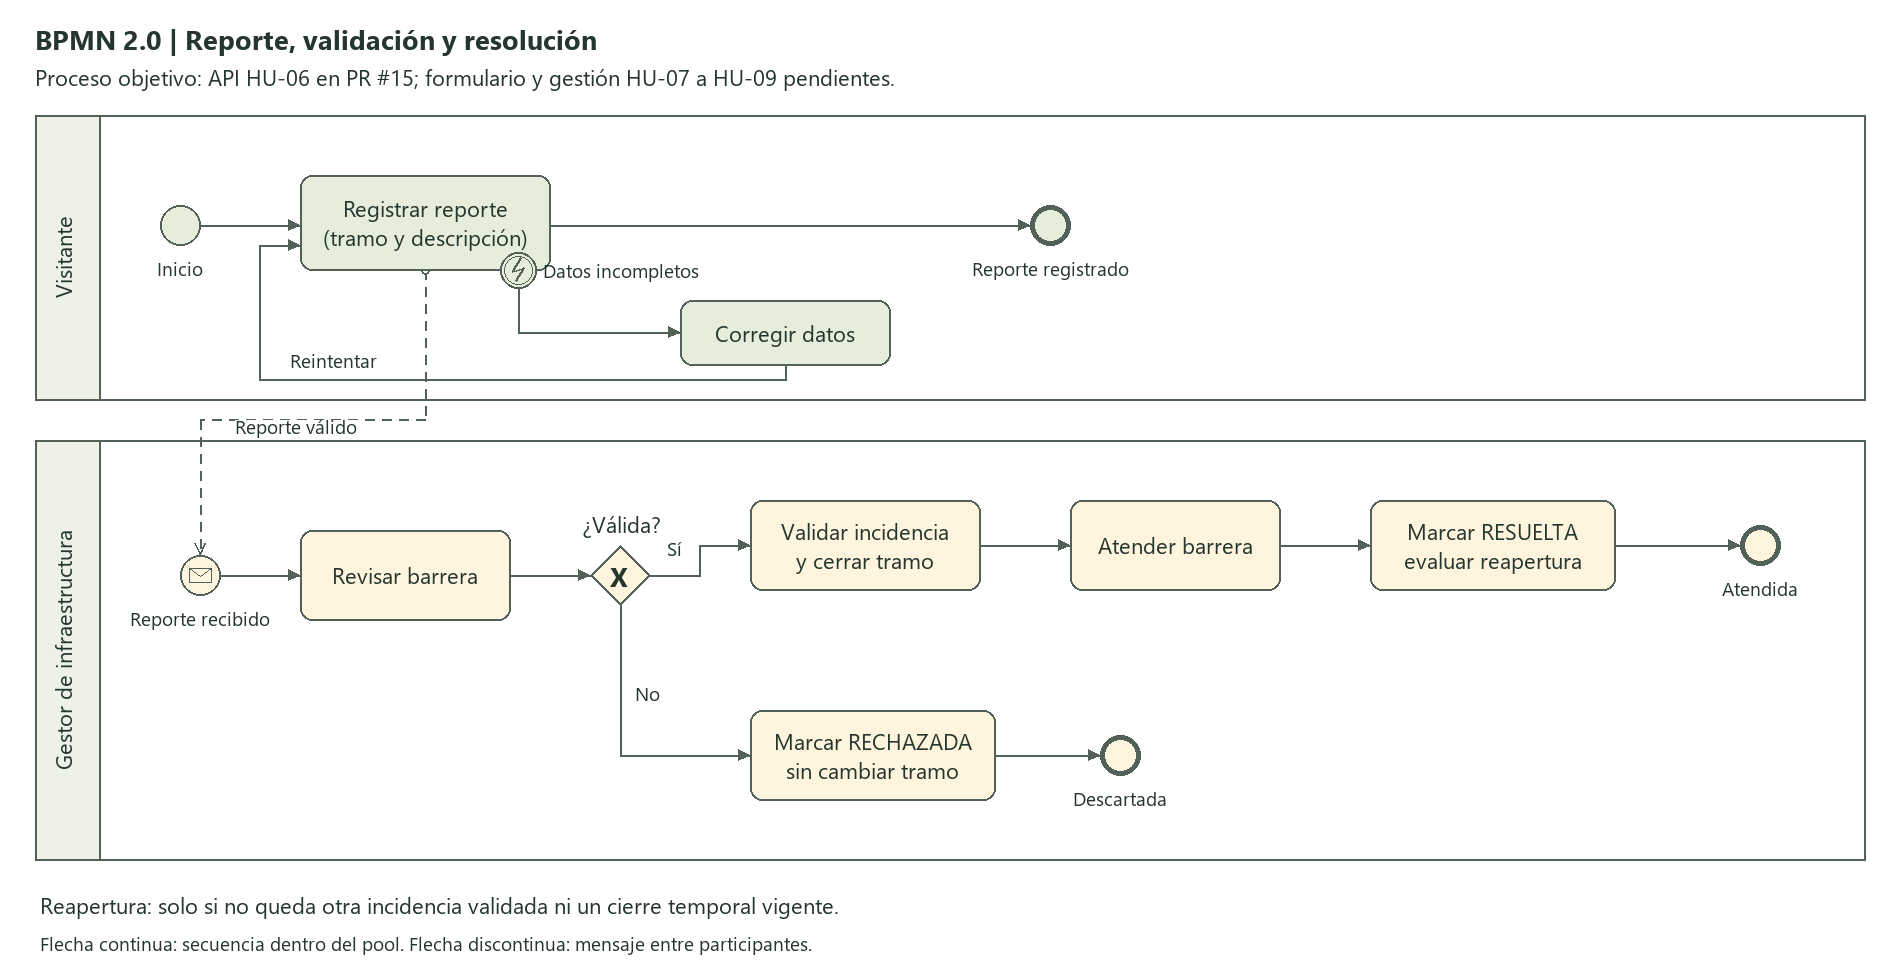 BPMN 2.0 | Reporte, validación y resolución
Proceso objetivo: API HU-06 en PR #15; formulario y gestión HU-07 a HU-09 pendientes.
Visitante
Inicio
Registrar reporte
(tramo y descripción)
Datos incompletos
Reporte registrado
Corregir datos
Reintentar
Reporte válido
Gestor de infraestructura
Reporte recibido
Revisar barrera
¿Válida?
X
Sí
Validar incidencia
y cerrar tramo
Atender barrera
Marcar RESUELTA
evaluar reapertura
Atendida
No
Marcar RECHAZADA
sin cambiar tramo
Descartada
Reapertura: solo si no queda otra incidencia validada ni un cierre temporal vigente.
Flecha continua: secuencia dentro del pool. Flecha discontinua: mensaje entre participantes.